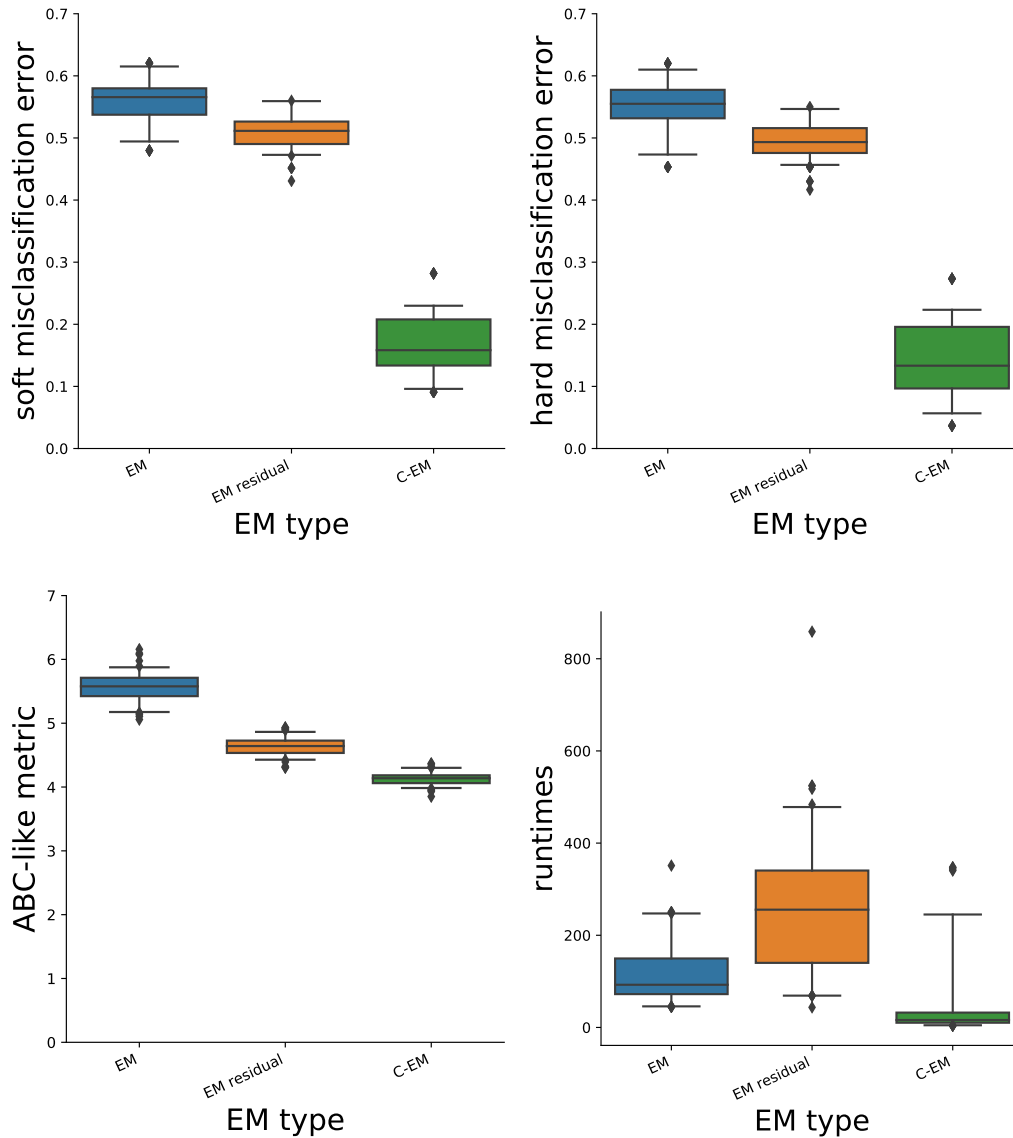 soft misclassification error
0.7
0.6
0.5
0.4
0.3
0.2
0.1
0.0
EM
EM residual
C-EM
EM type
hard misclassification error
0.7
0.6
0.5
0.4
0.3
0.2
0.1
0.0
EM
EM residual
C-EM
EM type
ABC-like metric
7
6
5
4
3
2
1
0
EM
EM residual
C-EM
EM type
runtimes
800
600
400
200
0
EM
EM residual
C-EM
EM type